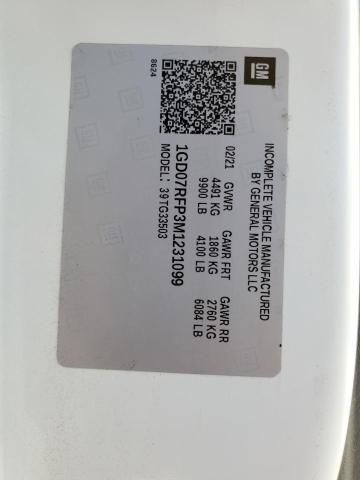 GM
INCOMPLETE VEHICLE MANUFACTURED
BY GENERAL MOTORS LLC
02/21 GVWR GAWR FRT GAWR RR
4491 KG 1860 KG 2760 KG
9900 LB 4100 LB 6084 LB
1GD07RFP3M1231099
MODEL: 39TG33503
8624